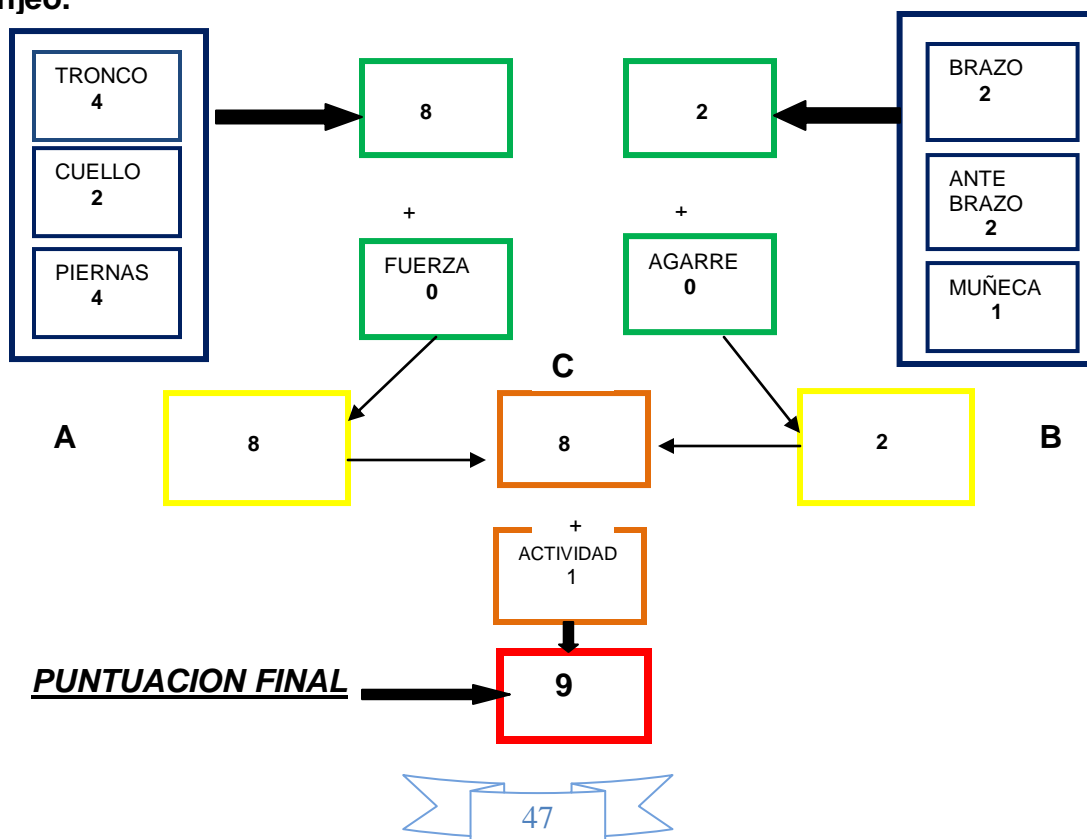 njeo.
TRONCO
4
CUELLO
2
PIERNAS
4
8
2
BRAZO
2
ANTE
BRAZO
2
MUÑECA
1
+
+
FUERZA
0
AGARRE
0
C
A
8
8
2
B
+
ACTIVIDAD
1
PUNTUACION FINAL
9
47